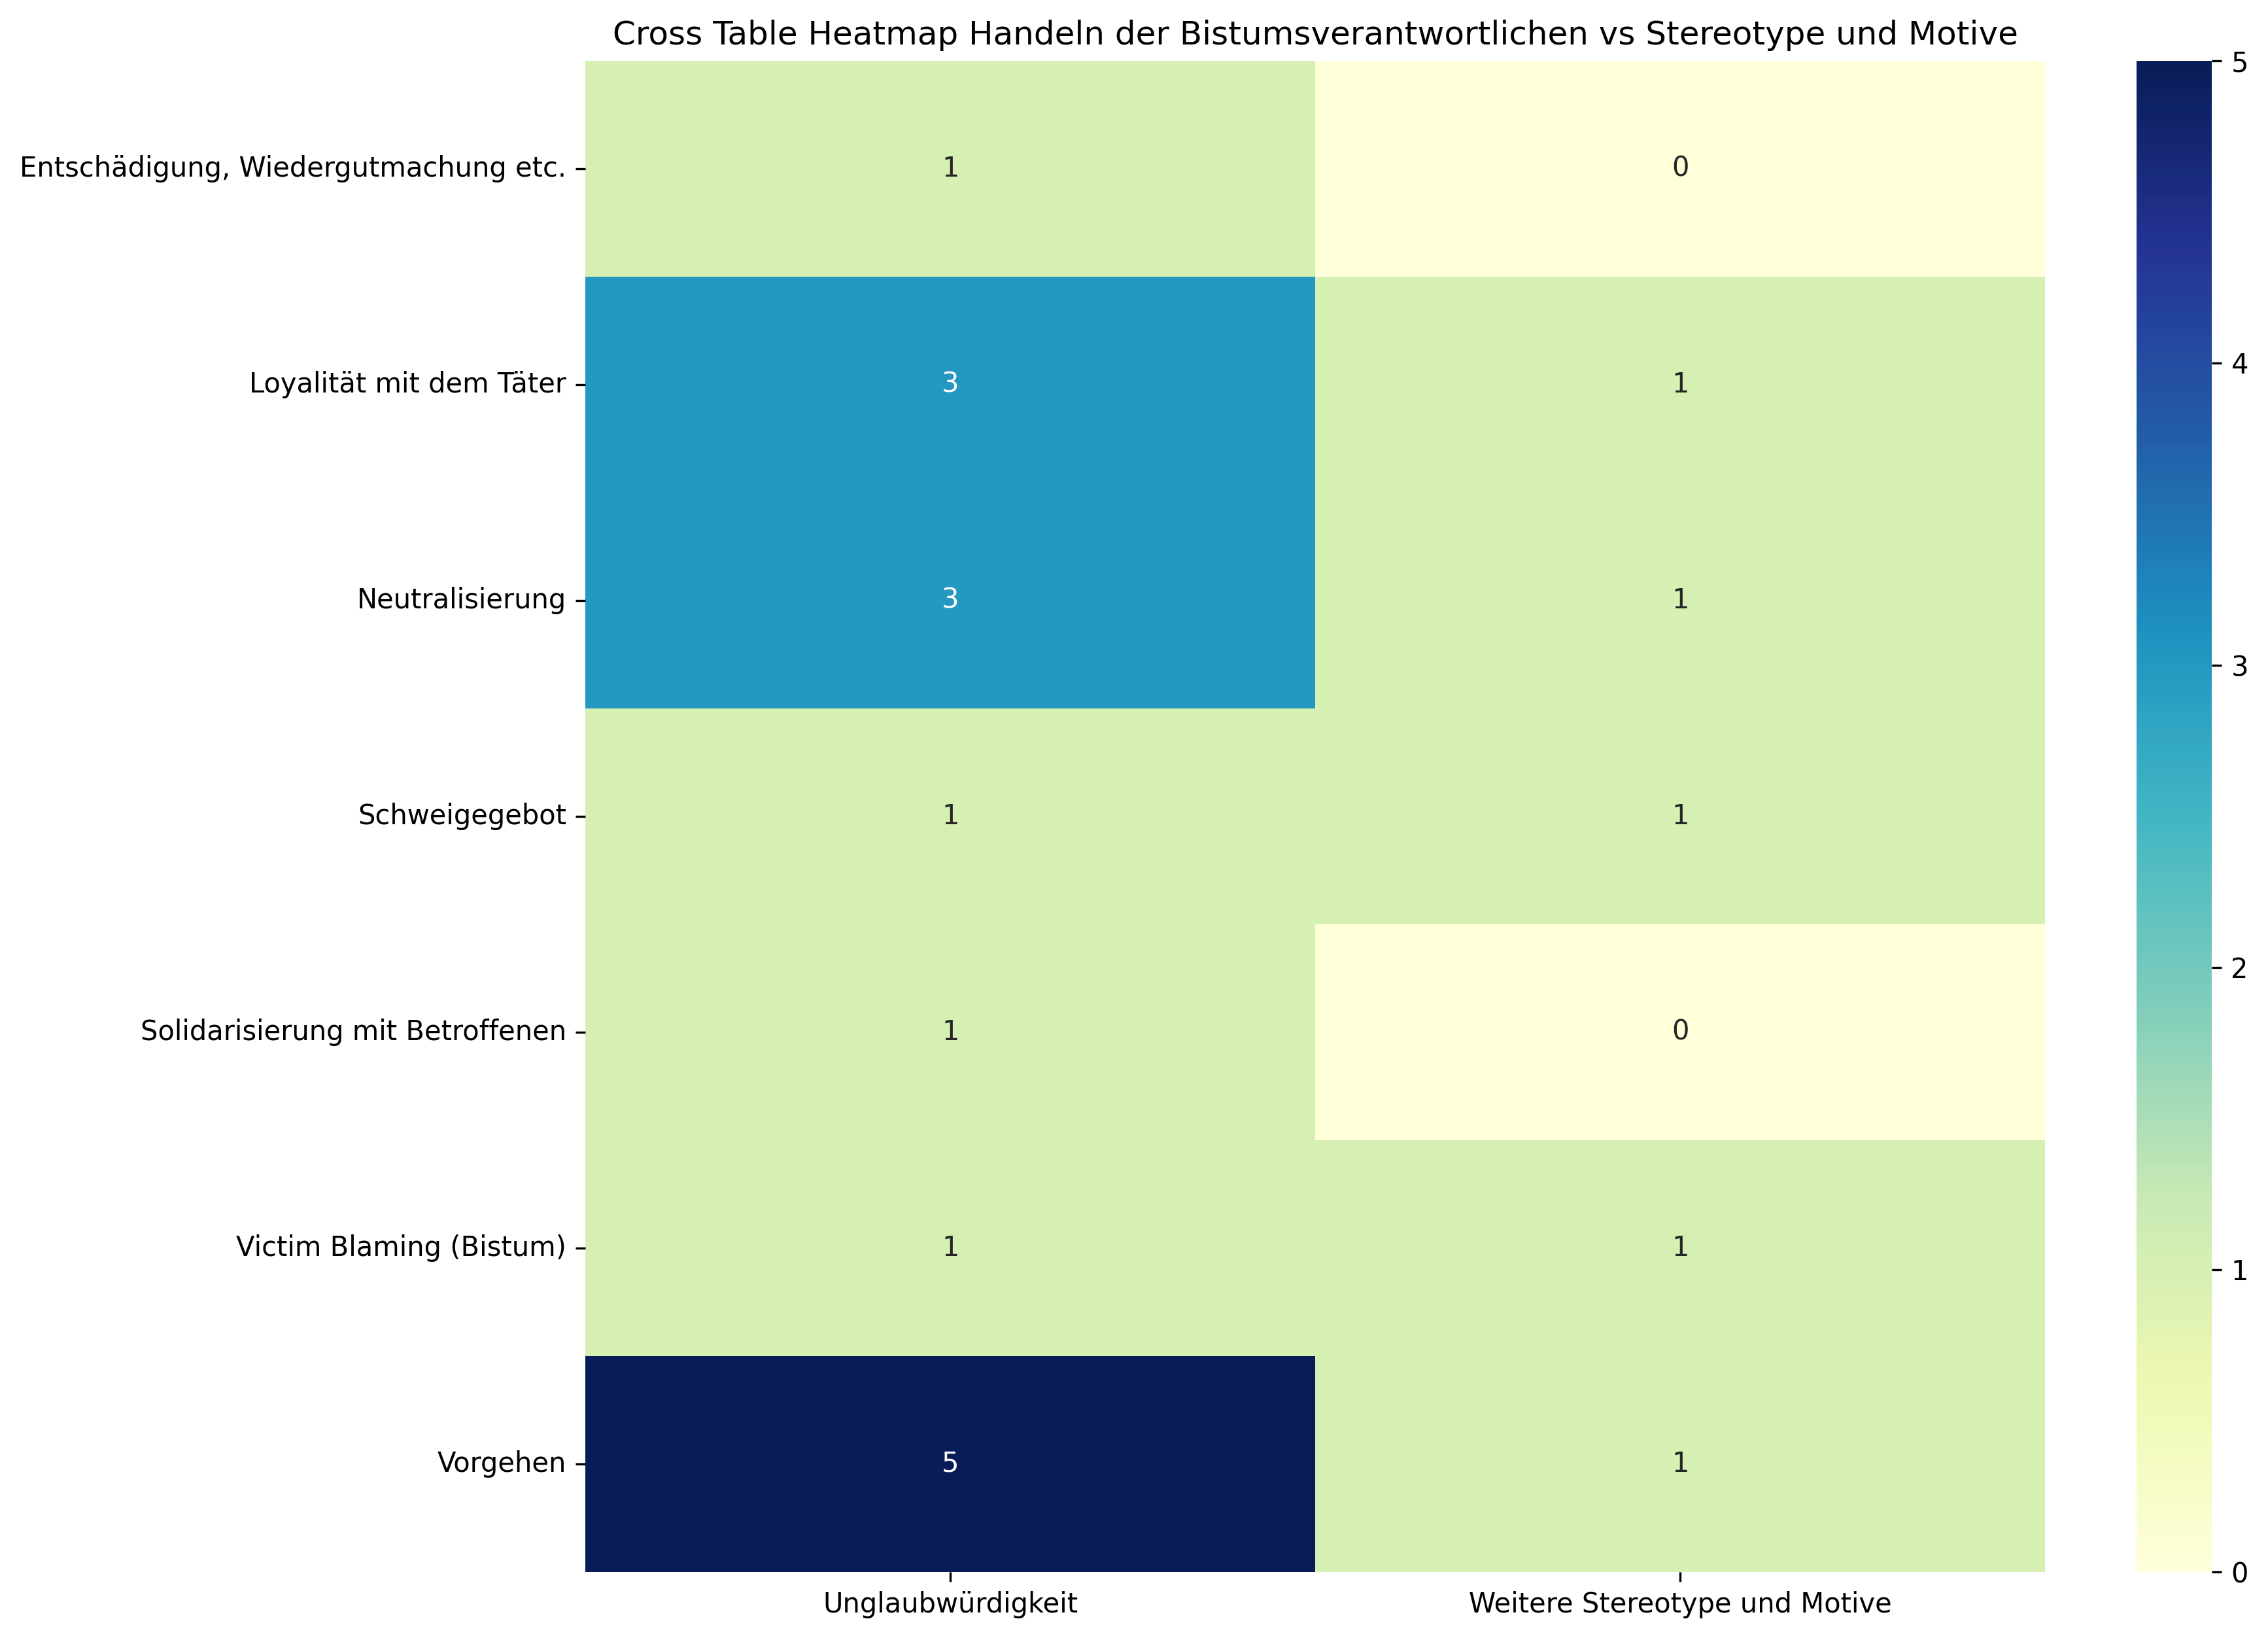 Cross Table Heatmap Handeln der Bistumsverantwortlichen vs Stereotype und Motive
Entschädigung, Wiedergutmachung etc.
1
0
Loyalität mit dem Täter
3
1
Neutralisierung
3
1
Schweigegebot
1
1
Solidarisierung mit Betroffenen
1
0
Victim Blaming (Bistum)
1
1
Vorgehen
5
1
Unglaubwürdigkeit
Weitere Stereotype und Motive
5
4
3
2
1
0